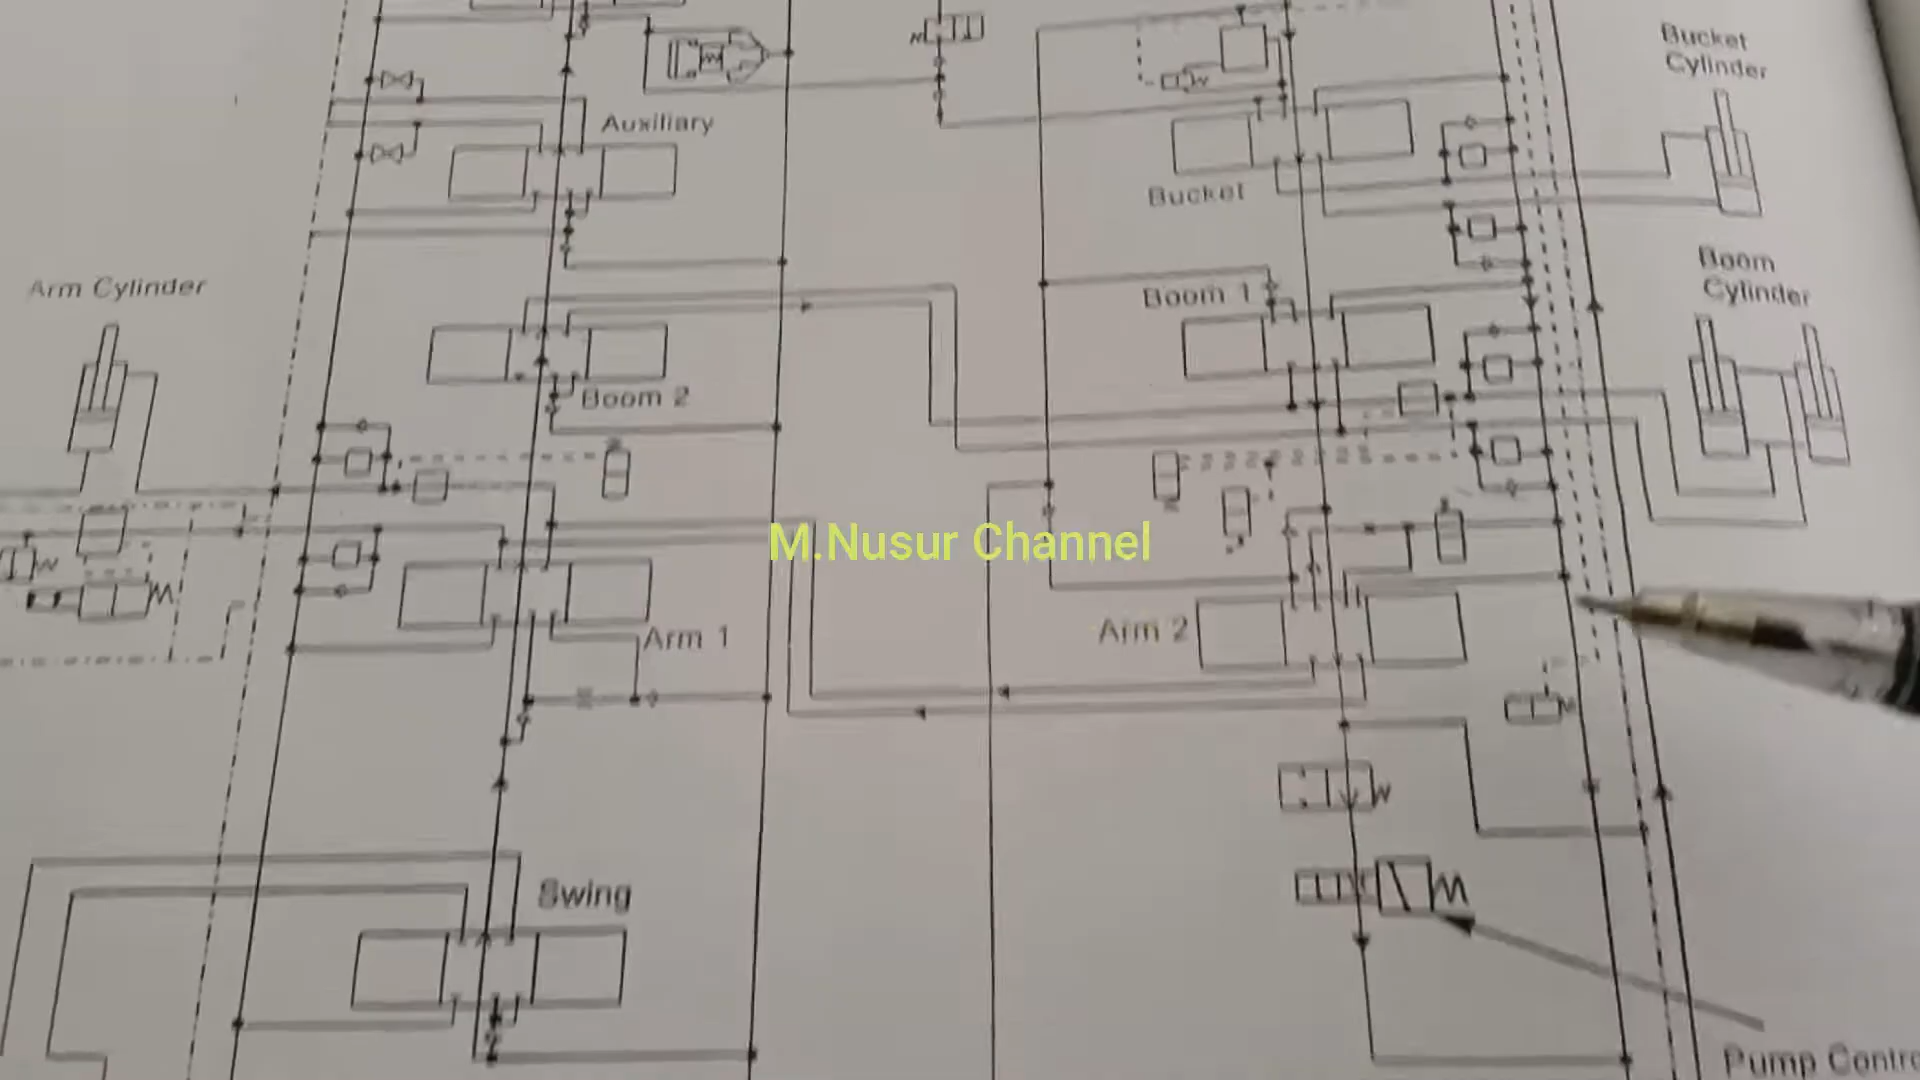 Bucket
Cylinder
Auxiliary
Bucket
Arm Cylinder
Boom
Cylinder
Boom 1
Boom 2
M.Nusur Channel
Arm 1
Arm 2
Swing
Pump Contro